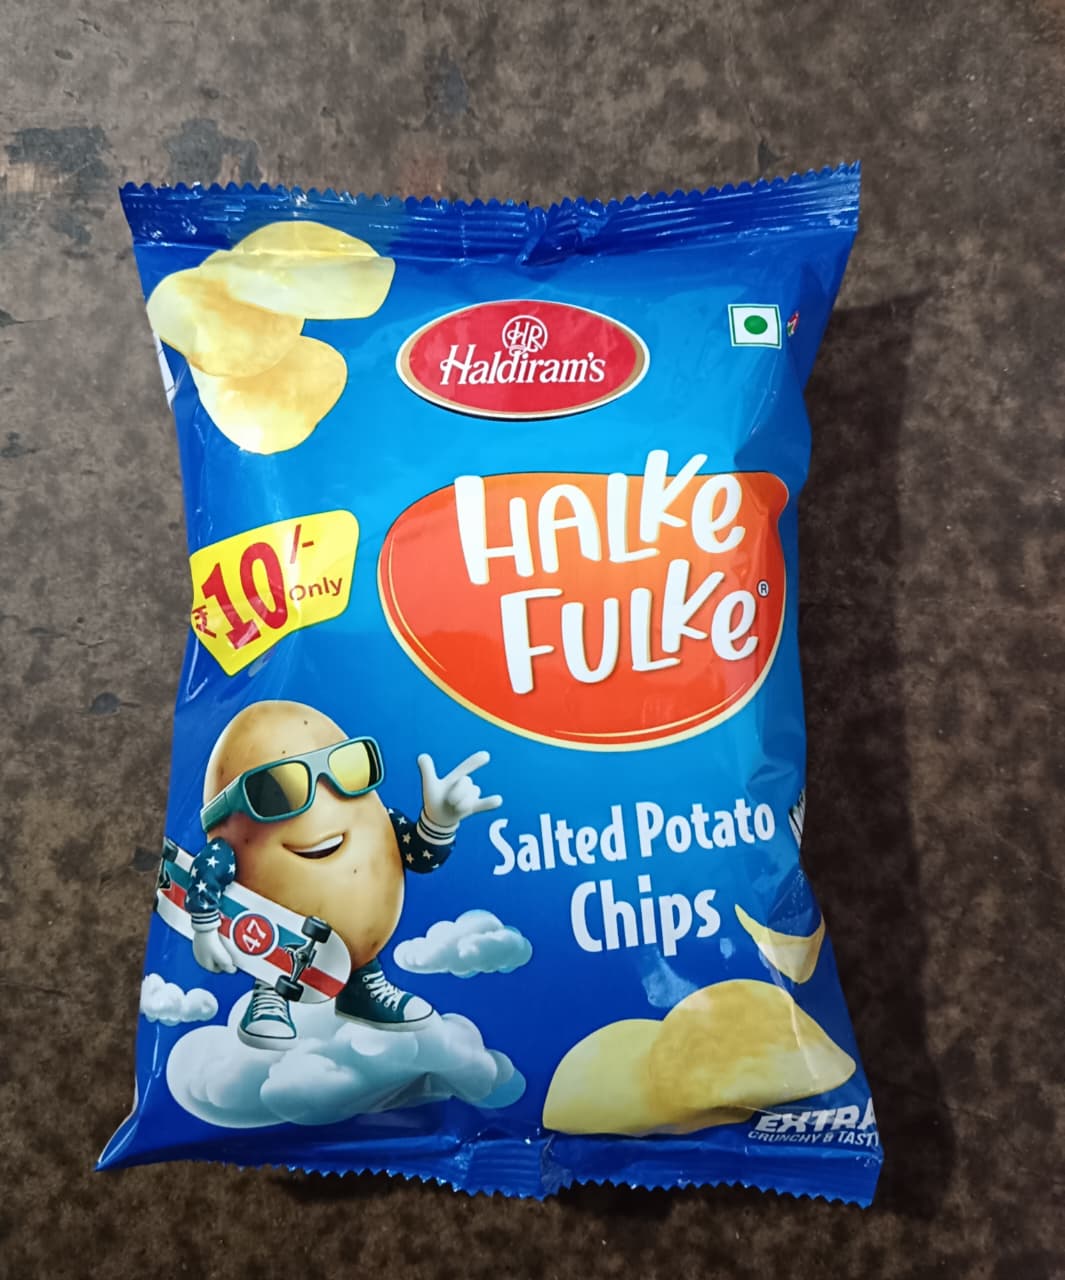 HR
Haldiram's
HALKE
FULKE®
₹10/-
Only
Salted Potato
Chips
47
EXTRA
CRUNCHY & TASTY